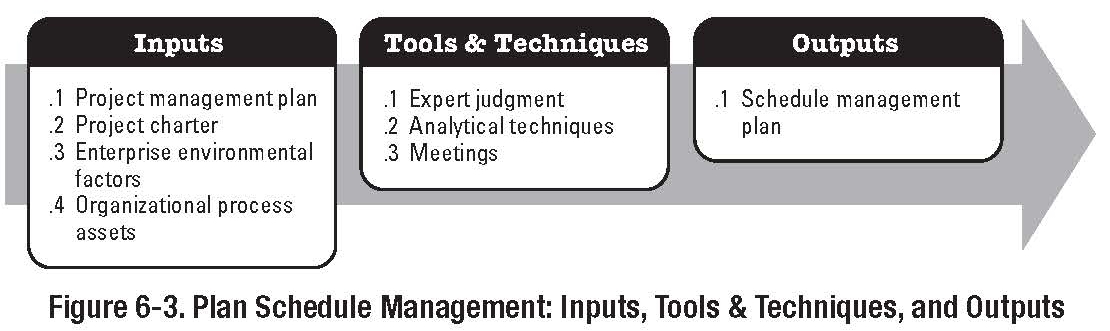 Inputs
.1 Project management plan
.2 Project charter
.3 Enterprise environmental
factors
.4 Organizational process
assets
Tools & Techniques
.1 Expert judgment
.2 Analytical techniques
.3 Meetings
Outputs
.1 Schedule management
plan
Figure 6-3. Plan Schedule Management: Inputs, Tools & Techniques, and Outputs